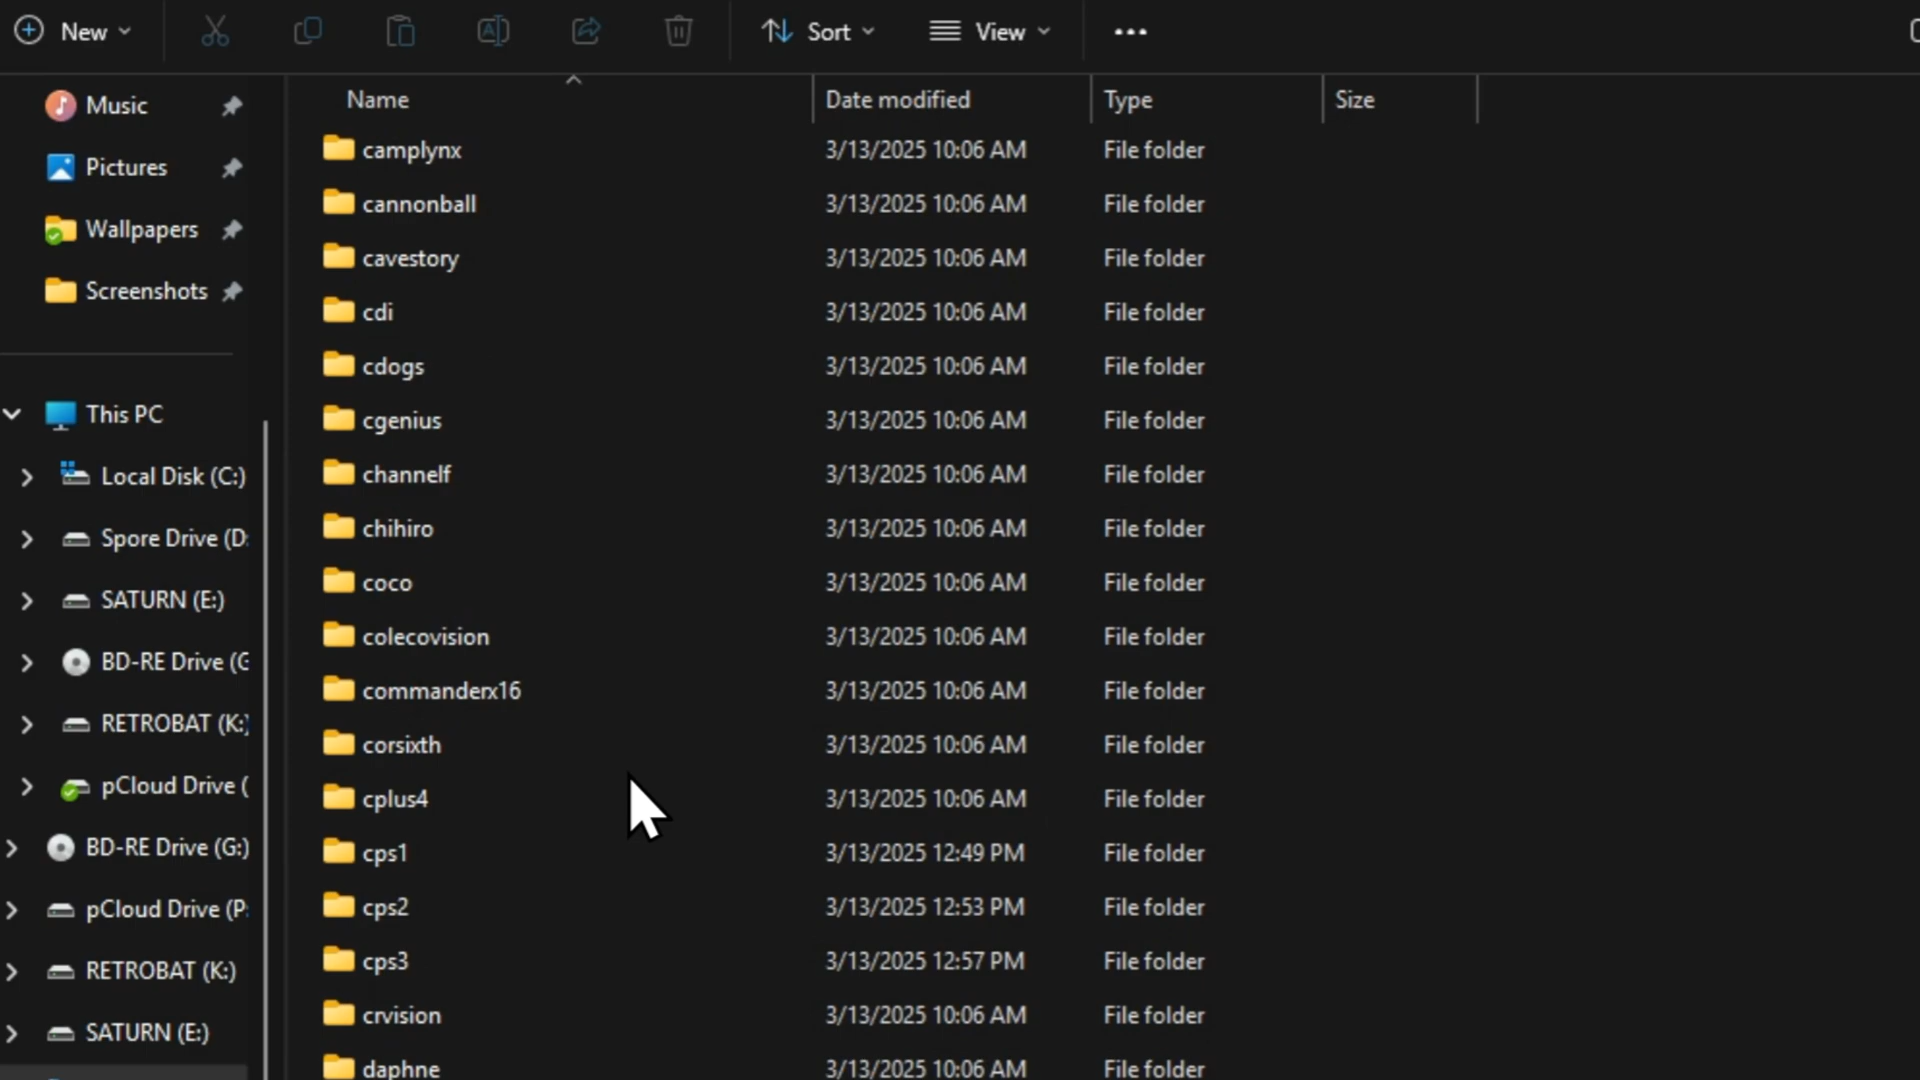 New
Sort
View
Music
Pictures
Wallpapers
Screenshots
This PC
Local Disk (C:)
Spore Drive (D:
SATURN (E:)
BD-RE Drive (G
RETROBAT (K:)
pCloud Drive (
BD-RE Drive (G:)
pCloud Drive (P:
RETROBAT (K:)
SATURN (E:)
Name Date modified Type Size
camplynx 3/13/2025 10:06 AM File folder
cannonball 3/13/2025 10:06 AM File folder
cavestory 3/13/2025 10:06 AM File folder
cdi 3/13/2025 10:06 AM File folder
cdogs 3/13/2025 10:06 AM File folder
cgenius 3/13/2025 10:06 AM File folder
channelf 3/13/2025 10:06 AM File folder
chihiro 3/13/2025 10:06 AM File folder
coco 3/13/2025 10:06 AM File folder
colecovision 3/13/2025 10:06 AM File folder
commanderx16 3/13/2025 10:06 AM File folder
corsixth 3/13/2025 10:06 AM File folder
cplus4 3/13/2025 10:06 AM File folder
cps1 3/13/2025 12:49 PM File folder
cps2 3/13/2025 12:53 PM File folder
cps3 3/13/2025 12:57 PM File folder
crvision 3/13/2025 10:06 AM File folder
daphne 3/13/2025 10:06 AM File folder